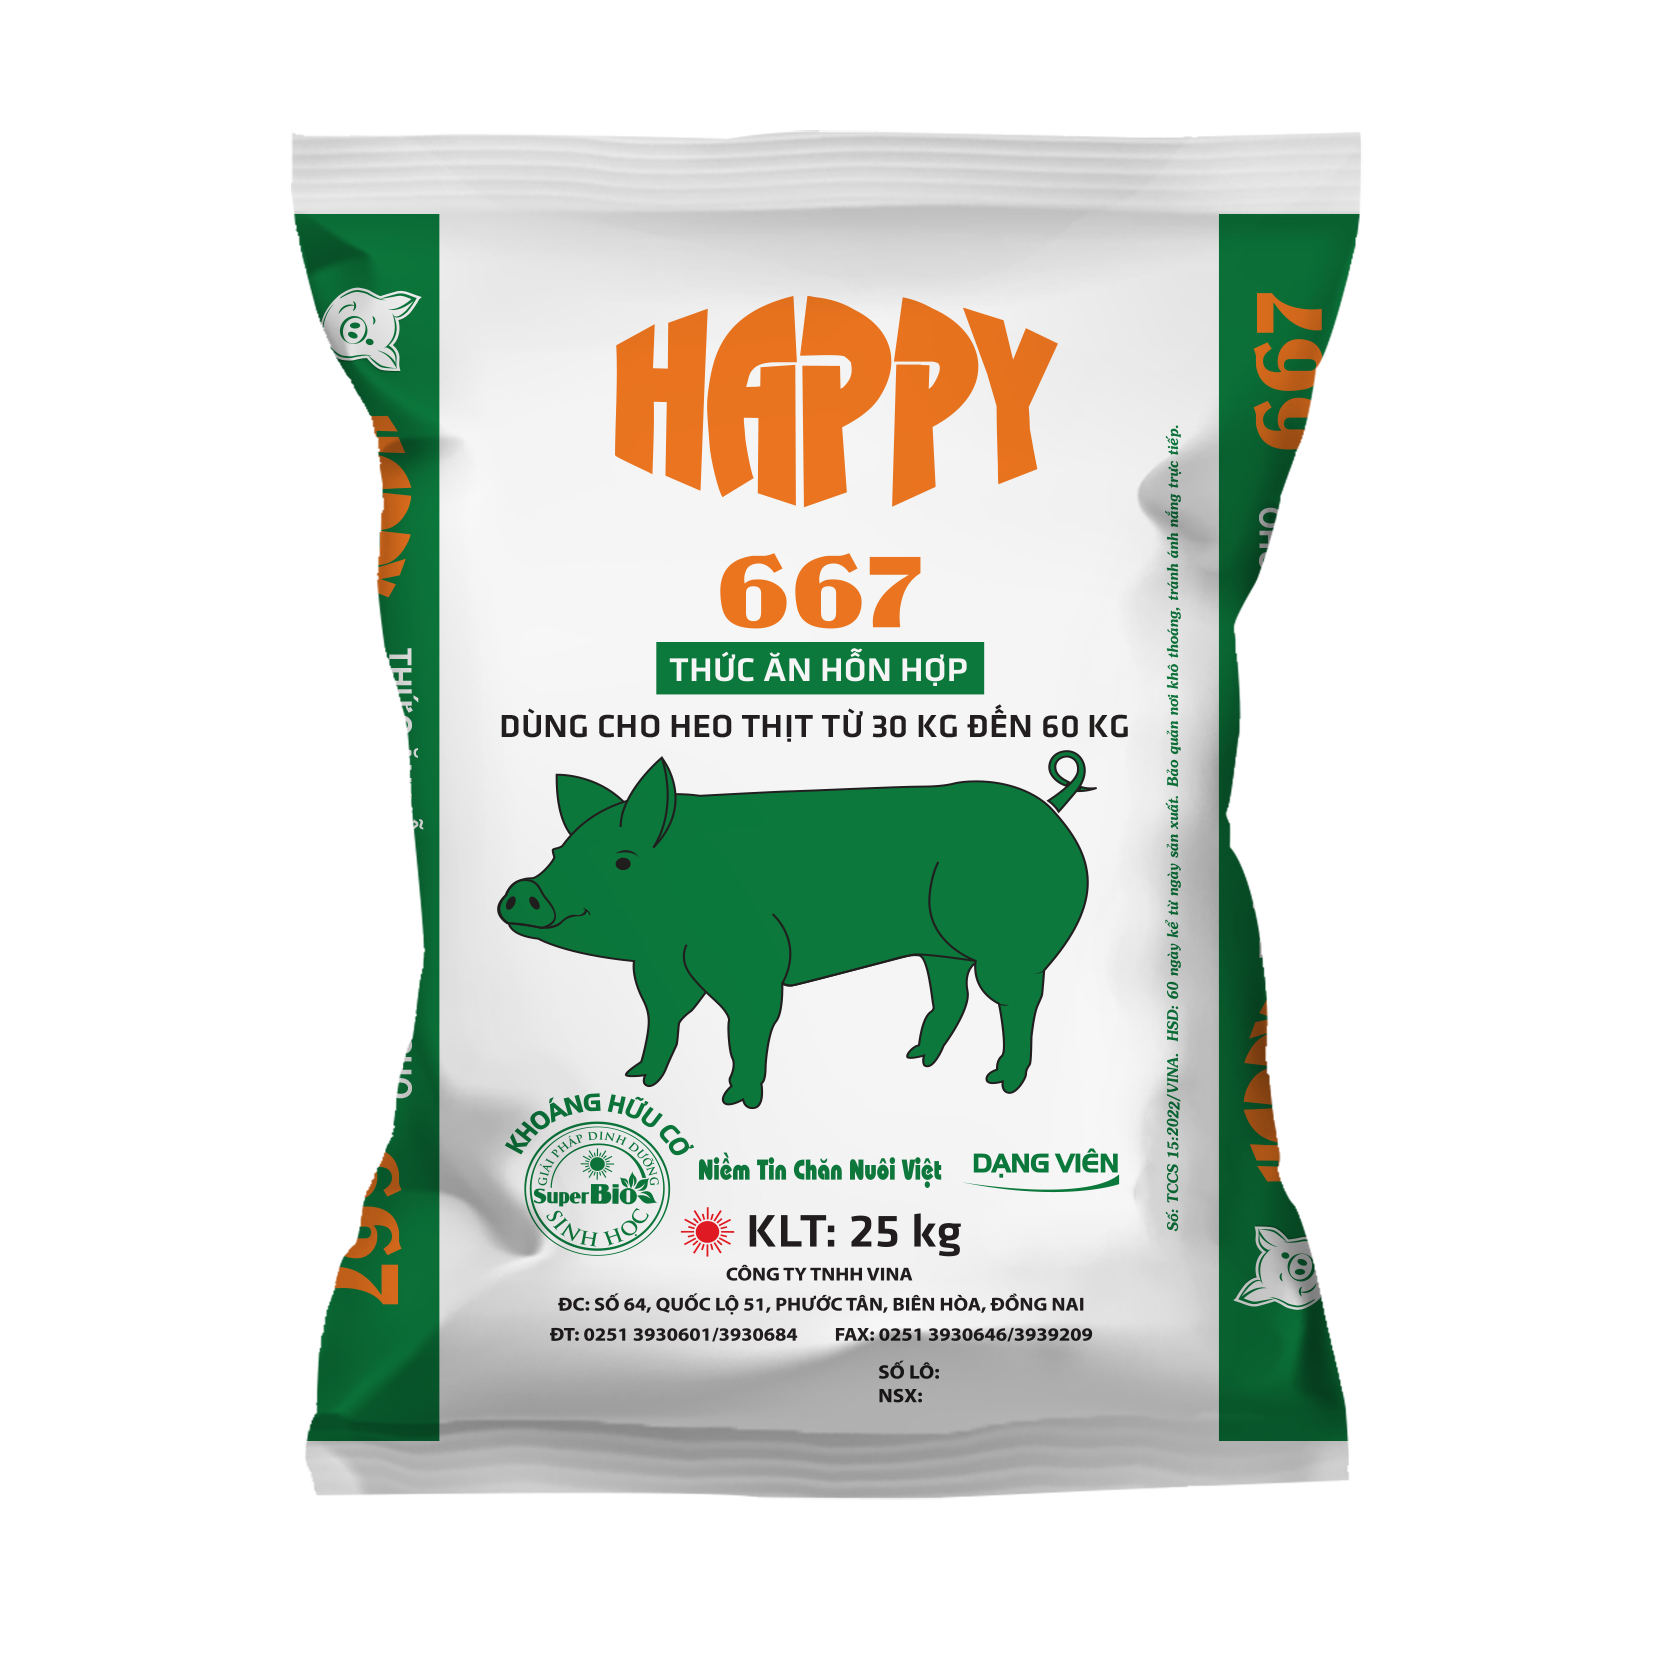 HAPPY
667
THỨC ĂN HỖN HỢP
DÙNG CHO HEO THỊT TỪ 30 KG ĐẾN 60 KG
KHOÁNG HỮU CƠ
GIẢI PHÁP DINH DƯỠNG
SuperBio
SINH HỌC
Niềm Tin Chăn Nuôi Việt
DẠNG VIÊN
KLT: 25 kg
CÔNG TY TNHH VINA
ĐC: SỐ 64, QUỐC LỘ 51, PHƯỚC TÂN, BIÊN HÒA, ĐỒNG NAI
ĐT: 0251 3930601/3930684 FAX: 0251 3930646/3939209
SỐ LÔ:
NSX:
Số: TCCS 15:2022/VINA. HSD: 60 ngày kể từ ngày sản xuất. Bảo quản nơi khô thoáng, tránh ánh nắng trực tiếp.
667
HAPPY
HAPPY
667